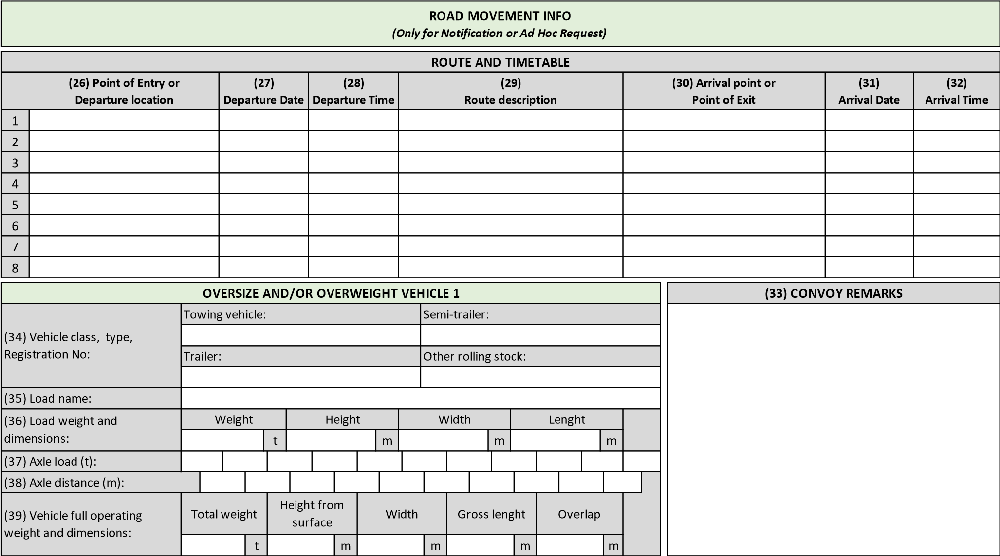 ROAD MOVEMENT INFO
(Only for Notification or Ad Hoc Request)
ROUTE AND TIMETABLE
(26) Point of Entry or
Departure location
(27)
Departure Date
(28)
Departure Time
(29)
Route description
(30) Arrival point or
Point of Exit
(31)
Arrival Date
(32)
Arrival Time
1
2
3
4
5
6
7
8
OVERSIZE AND/OR OVERWEIGHT VEHICLE 1
(34) Vehicle class, type,
Registration No:
Towing vehicle:
Semi-trailer:
Trailer:
Other rolling stock:
(35) Load name:
(36) Load weight and
dimensions:
Weight
Height
Width
Lenght
t
m
m
m
(37) Axle load (t):
(38) Axle distance (m):
(39) Vehicle full operating
weight and dimensions:
Total weight
Height from
surface
Width
Gross lenght
Overlap
t
m
m
m
m
(33) CONVOY REMARKS